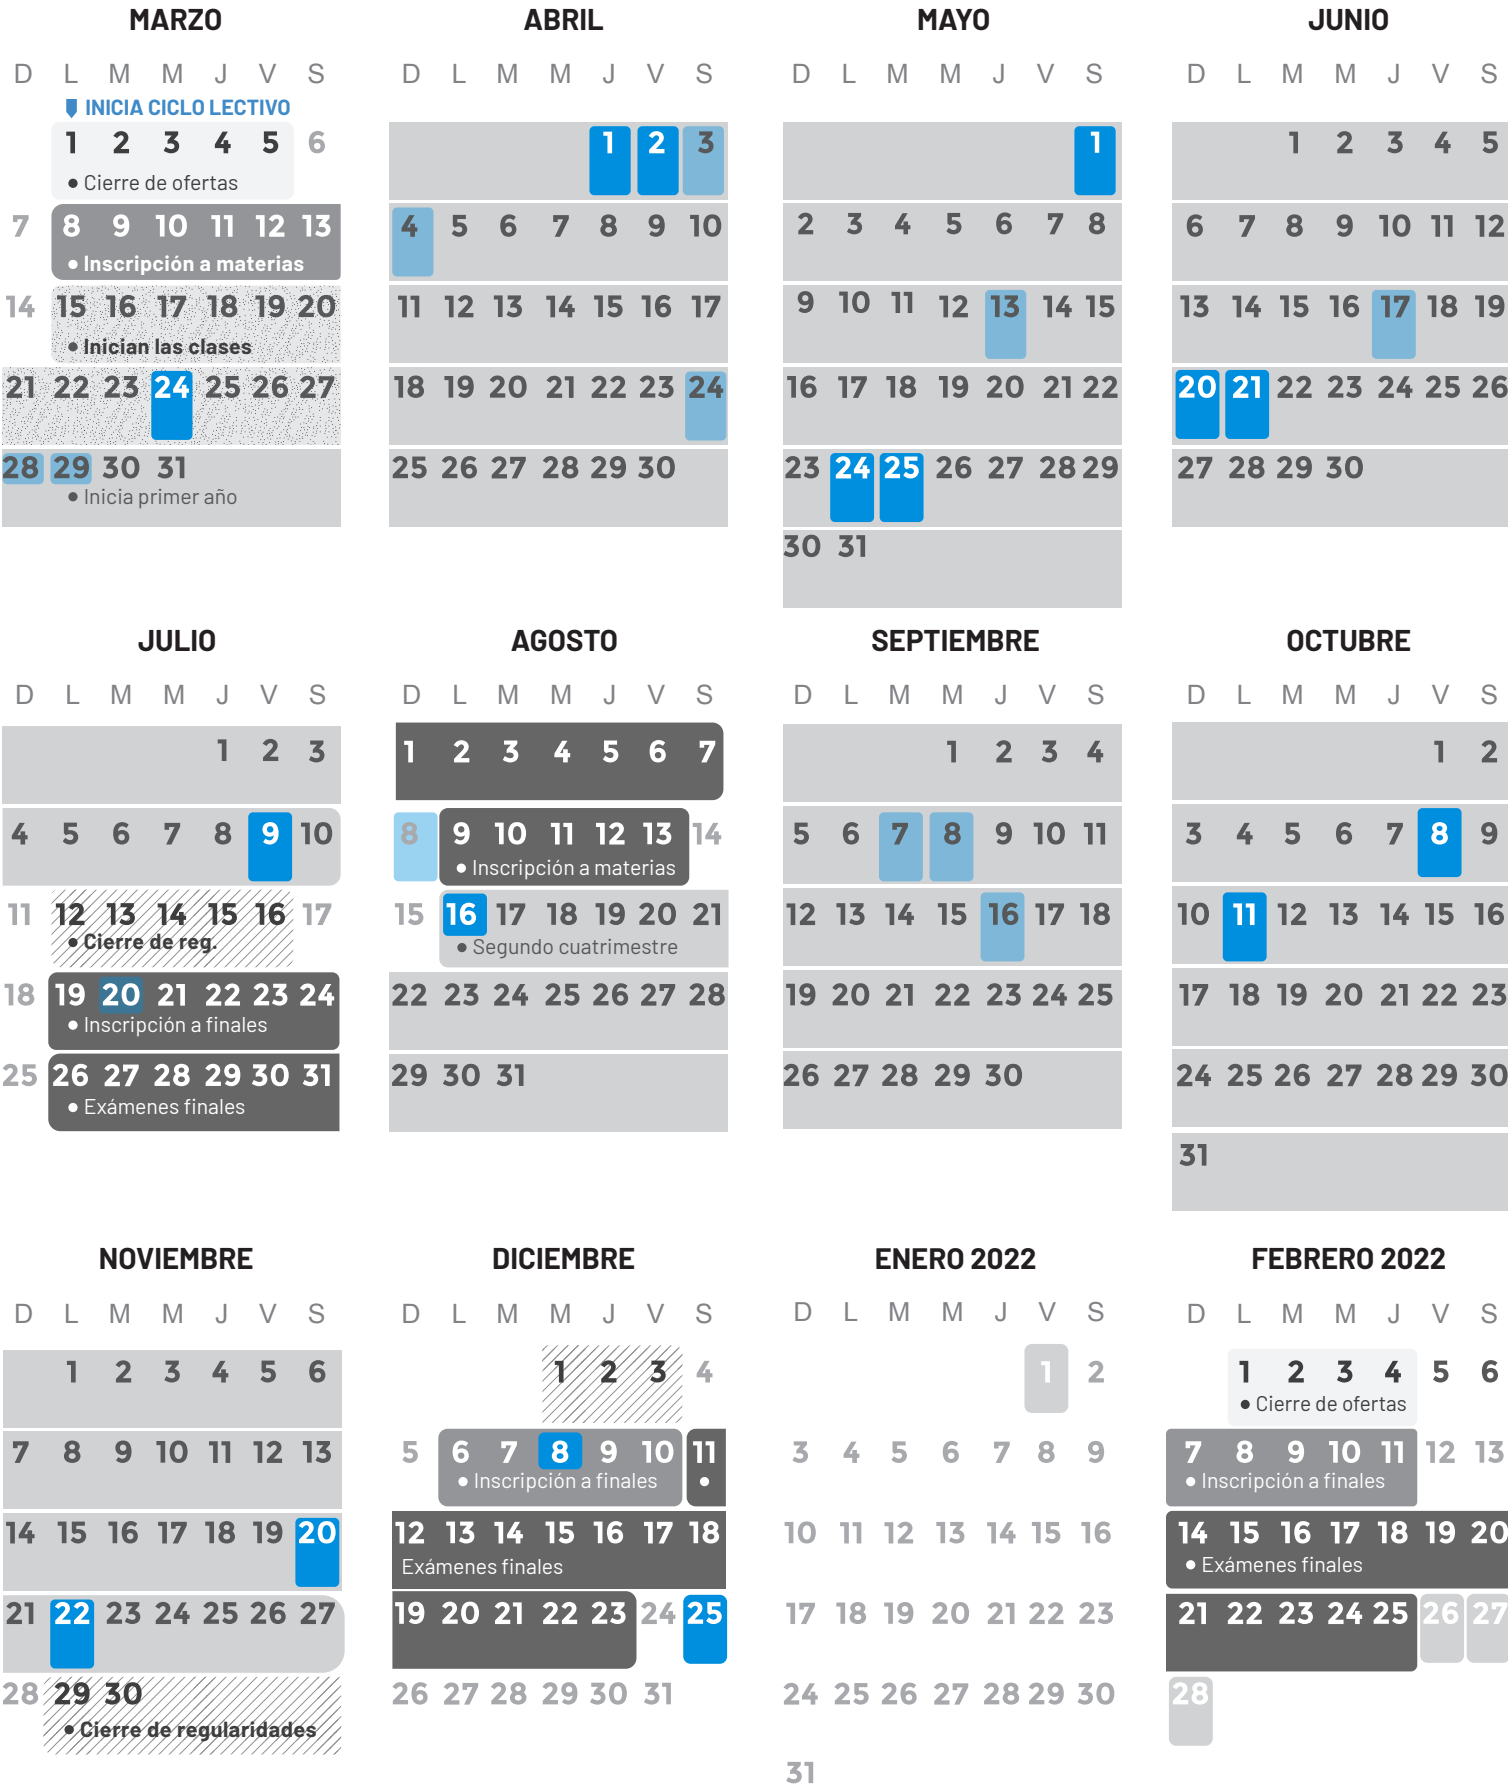 MARZO
D L M M J V S
INICIA CICLO LECTIVO
1 2 3 4 5 6
• Cierre de ofertas
7 8 9 10 11 12 13
• Inscripción a materias
14 15 16 17 18 19 20
• Inician las clases
21 22 23 24 25 26 27
28 29 30 31
• Inicia primer año
ABRIL
D L M M J V S
1 2 3
4 5 6 7 8 9 10
11 12 13 14 15 16 17
18 19 20 21 22 23 24
25 26 27 28 29 30
MAYO
D L M M J V S
1
2 3 4 5 6 7 8
9 10 11 12 13 14 15
16 17 18 19 20 21 22
23 24 25 26 27 28 29
30 31
JUNIO
D L M M J V S
1 2 3 4 5
6 7 8 9 10 11 12
13 14 15 16 17 18 19
20 21 22 23 24 25 26
27 28 29 30
JULIO
D L M M J V S
1 2 3
4 5 6 7 8 9 10
11 12 13 14 15 16 17
• Cierre de reg.
18 19 20 21 22 23 24
• Inscripción a finales
25 26 27 28 29 30 31
• Exámenes finales
AGOSTO
D L M M J V S
1 2 3 4 5 6 7
8 9 10 11 12 13 14
• Inscripción a materias
15 16 17 18 19 20 21
• Segundo cuatrimestre
22 23 24 25 26 27 28
29 30 31
SEPTIEMBRE
D L M M J V S
1 2 3 4
5 6 7 8 9 10 11
12 13 14 15 16 17 18
19 20 21 22 23 24 25
26 27 28 29 30
OCTUBRE
D L M M J V S
1 2
3 4 5 6 7 8 9
10 11 12 13 14 15 16
17 18 19 20 21 22 23
24 25 26 27 28 29 30
31
NOVIEMBRE
D L M M J V S
1 2 3 4 5 6
7 8 9 10 11 12 13
14 15 16 17 18 19 20
21 22 23 24 25 26 27
28 29 30
• Cierre de regularidades
DICIEMBRE
D L M M J V S
1 2 3 4
5 6 7 8 9 10 11
• Inscripción a finales •
12 13 14 15 16 17 18
Exámenes finales
19 20 21 22 23 24 25
26 27 28 29 30 31
ENERO 2022
D L M M J V S
1 2
3 4 5 6 7 8 9
10 11 12 13 14 15 16
17 18 19 20 21 22 23
24 25 26 27 28 29 30
31
FEBRERO 2022
D L M M J V S
1 2 3 4 5 6
• Cierre de ofertas
7 8 9 10 11 12 13
• Inscripción a finales
14 15 16 17 18 19 20
• Exámenes finales
21 22 23 24 25 26 27
28